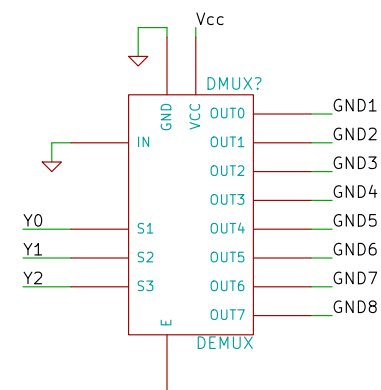 Vcc
DMUX?
GND
VCC
OUT0 GND1
IN OUT1 GND2
OUT2 GND3
OUT3 GND4
Y0 S1 OUT4 GND5
Y1 S2 OUT5 GND6
Y2 S3 OUT6 GND7
OUT7 GND8
E
DEMUX